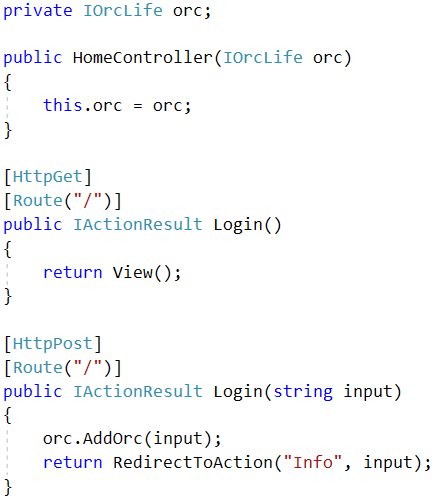 private IOrcLife orc;

public HomeController(IOrcLife orc)
{
    this.orc = orc;
}

[HttpGet]
[Route("/")]
public IActionResult Login()
{
    return View();
}

[HttpPost]
[Route("/")]
public IActionResult Login(string input)
{
    orc.AddOrc(input);
    return RedirectToAction("Info", input);
}